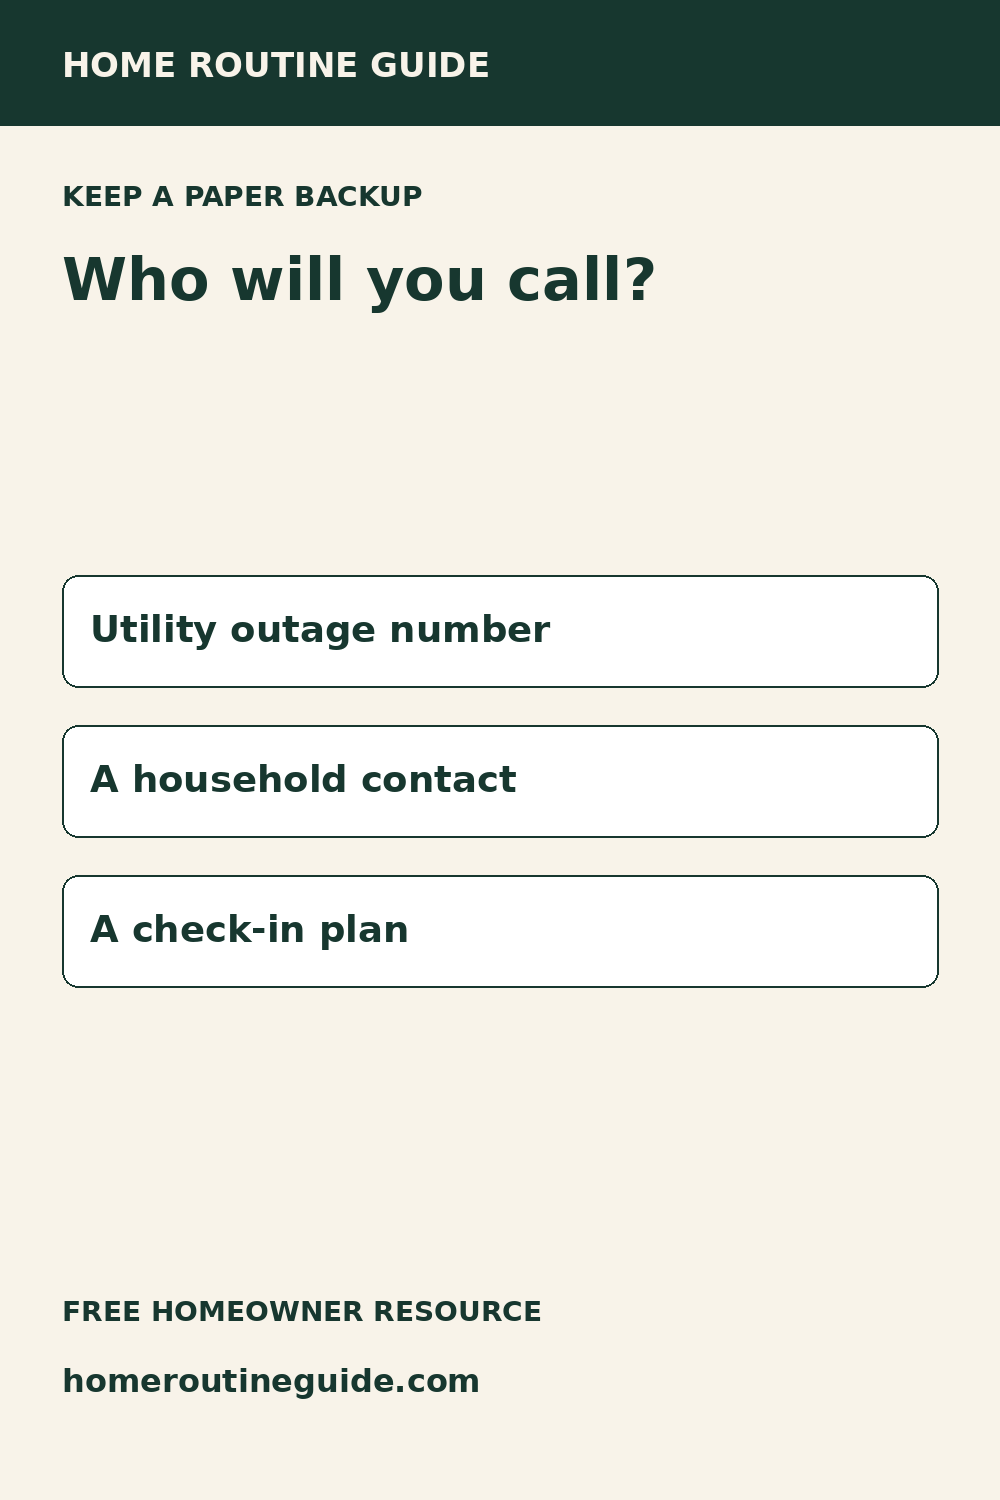 HOME ROUTINE GUIDE
KEEP A PAPER BACKUP
Who will you call?
Utility outage number
A household contact
A check-in plan
FREE HOMEOWNER RESOURCE
homeroutineguide.com